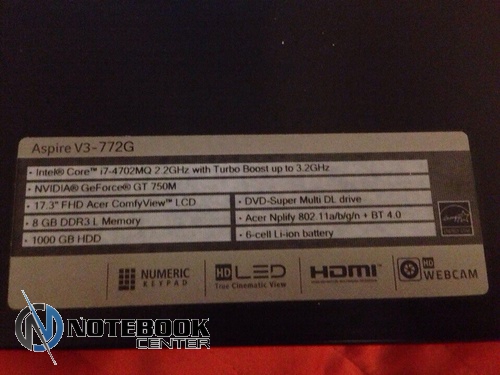 Aspire V3-772G
• Intel® Core™ i7-4702MQ 2.2GHz with Turbo Boost up to 3.2GHz
• NVIDIA® GeForce® GT 750M
• 17.3" FHD Acer ComfyView™ LCD
• DVD-Super Multi DL drive
• 8 GB DDR3 L Memory
• Acer Nplify 802.11a/b/g/n + BT 4.0
• 1000 GB HDD
• 6-cell Li-ion battery
NUMERIC
KEYPAD
HD LED
True Cinematic View
HDMI™
HD
WEBCAM
NOTEBOOK
CENTER